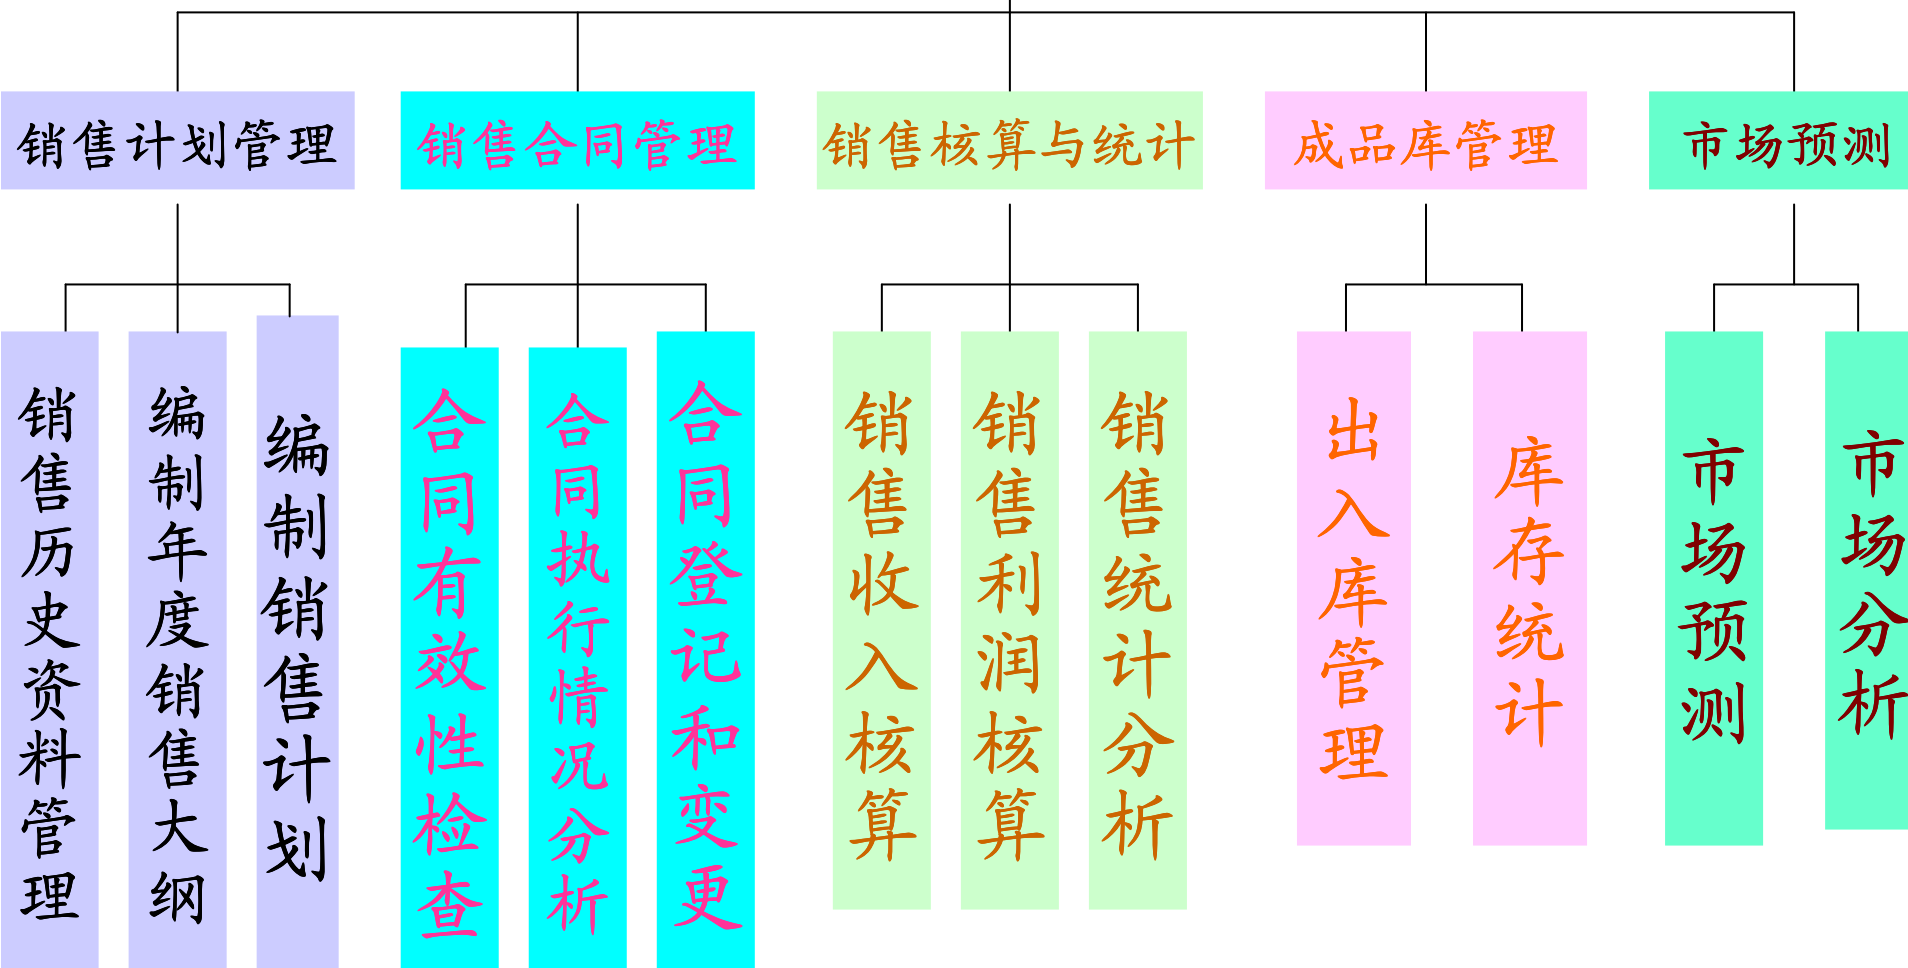 销售计划管理
销售合同管理
销售核算与统计
成品库管理
市场预测
销售历史资料管理
编制年度销售大纲
编制销售计划
合同有效性检查
合同执行情况分析
合同登记和变更
销售收入核算
销售利润核算
销售统计分析
出入库管理
库存统计
市场预测
市场分析